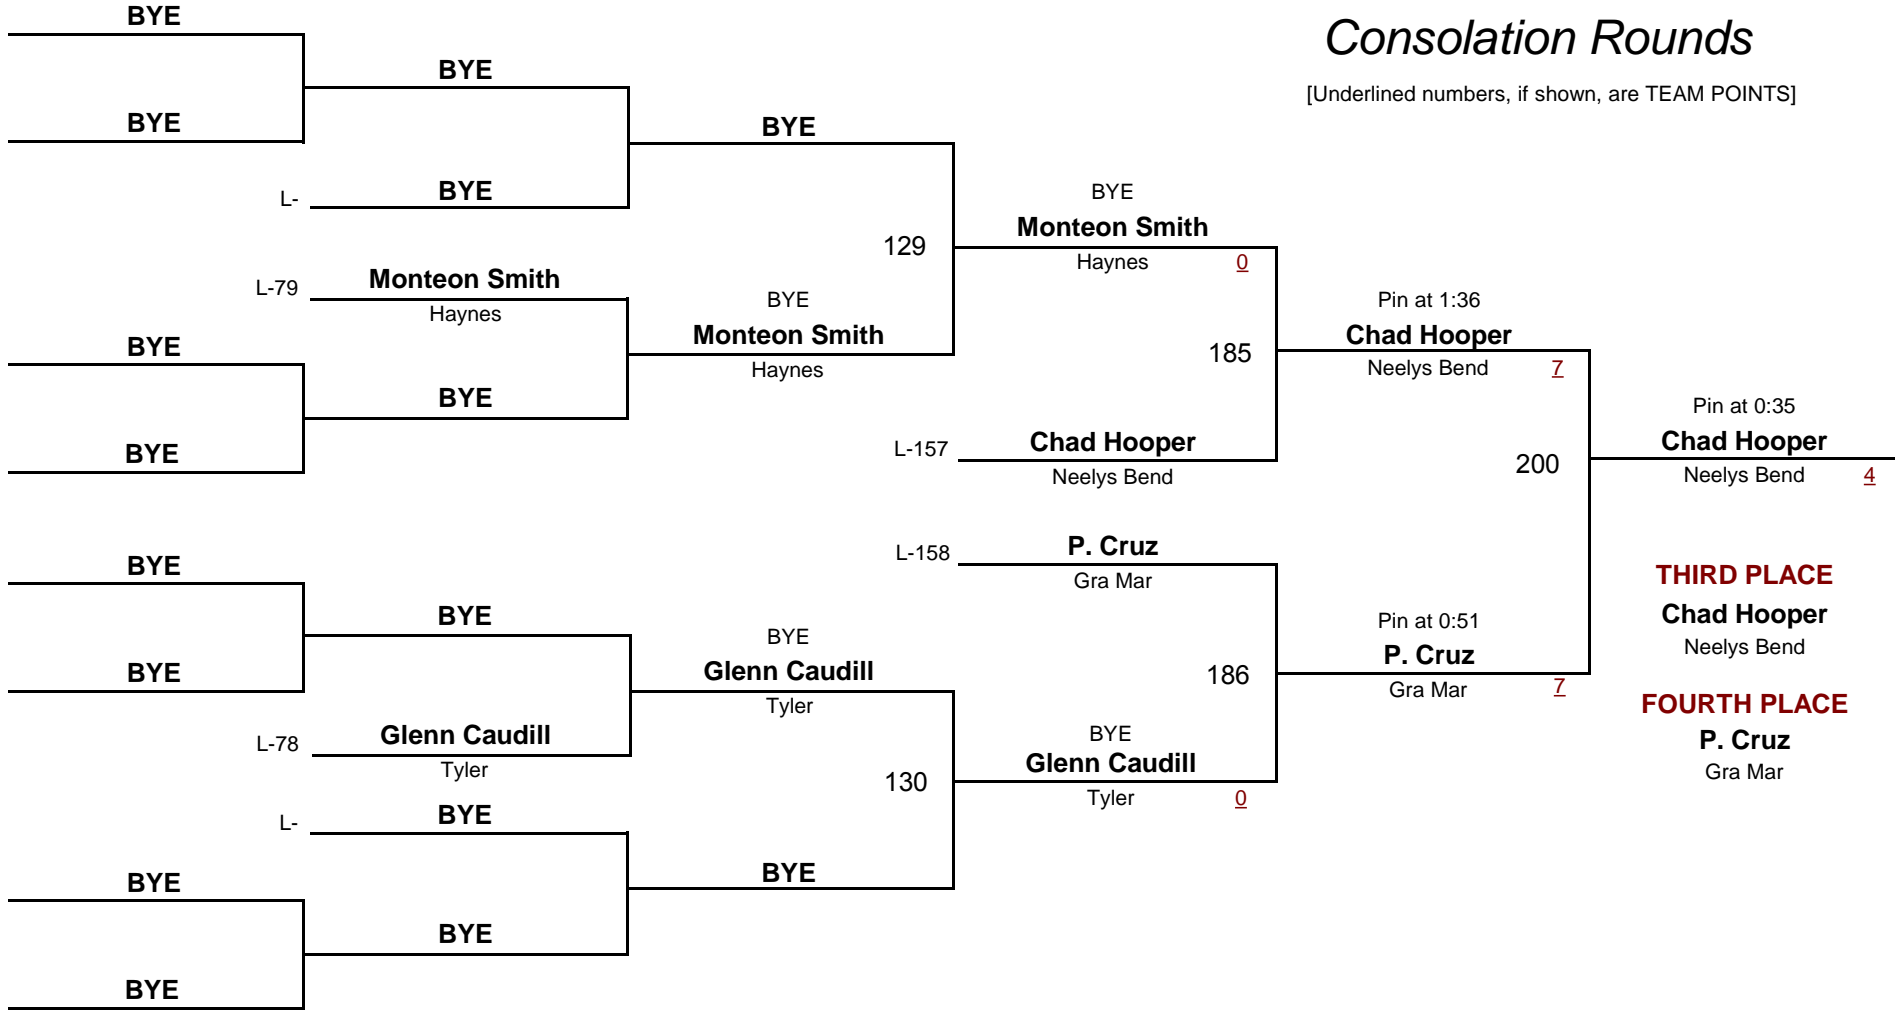 Consolation Rounds
[Underlined numbers, if shown, are TEAM POINTS]
BYE
BYE
BYE
BYE
L-
BYE
L-79
Monteon Smith
Haynes
BYE
BYE
BYE
BYE
Monteon Smith
Haynes
129
BYE
Monteon Smith
Haynes
0
185
L-157
Chad Hooper
Neelys Bend
Pin at 1:36
Chad Hooper
Neelys Bend
7
200
Pin at 0:35
Chad Hooper
Neelys Bend
4
BYE
BYE
BYE
L-78
Glenn Caudill
Tyler
BYE
Glenn Caudill
Tyler
L-
BYE
BYE
BYE
BYE
BYE
130
BYE
Glenn Caudill
Tyler
0
L-158
P. Cruz
Gra Mar
186
Pin at 0:51
P. Cruz
Gra Mar
7
THIRD PLACE
Chad Hooper
Neelys Bend
FOURTH PLACE
P. Cruz
Gra Mar